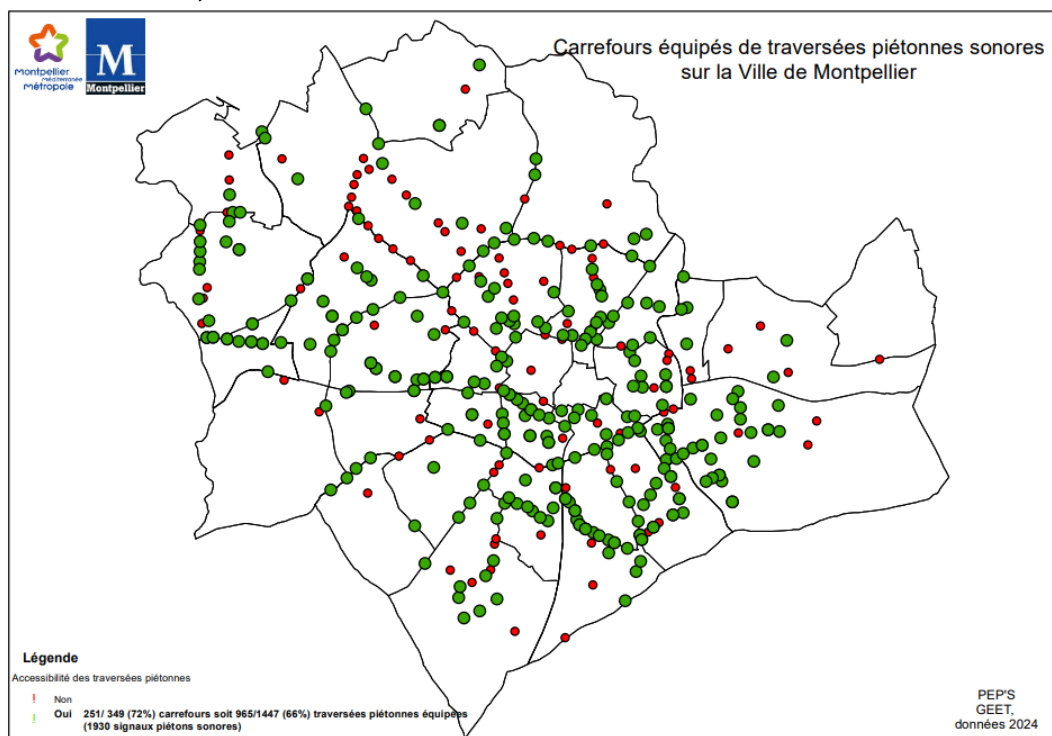 Carrefours équipés de traversées piétonnes sonores
sur la Ville de Montpellier
montpellier
méditerranée
métropole
M
Montpellier
Légende
Accessibilité des traversées piétonnes
! Non
! Oui 251/ 349 (72%) carrefours soit 965/1447 (66%) traversées piétonnes équipées
(1930 signaux piétons sonores)
PEP'S
GEET,
données 2024